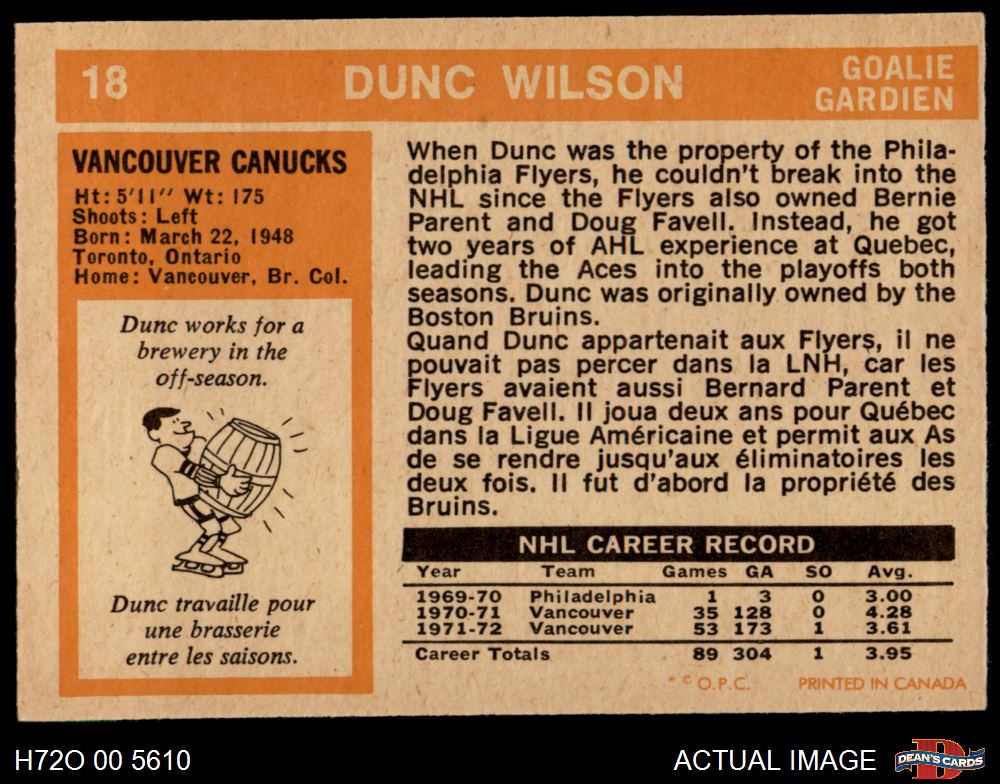 18
DUNC WILSON
GOALIE
GARDIEN
VANCOUVER CANUCKS
Ht: 5'11'' Wt: 175
Shoots: Left
Born: March 22, 1948
Toronto, Ontario
Home: Vancouver, Br. Col.
Dunc works for a
brewery in the
off-season.
Dunc travaille pour
une brasserie
entre les saisons.
When Dunc was the property of the Phila-
delphia Flyers, he couldn't break into the
NHL since the Flyers also owned Bernie
Parent and Doug Favell. Instead, he got
two years of AHL experience at Quebec,
leading the Aces into the playoffs both
seasons. Dunc was originally owned by the
Boston Bruins.
Quand Dunc appartenait aux Flyers, il ne
pouvait pas percer dans la LNH, car les
Flyers avaient aussi Bernard Parent et
Doug Favell. Il joua deux ans pour Québec
dans la Ligue Américaine et permit aux As
de se rendre jusqu'aux éliminatoires les
deux fois. Il fut d'abord la propriété des
Bruins.
NHL CAREER RECORD
Year Team Games GA SO Avg.
1969-70 Philadelphia 1 3 0 3.00
1970-71 Vancouver 35 128 0 4.28
1971-72 Vancouver 53 173 1 3.61
Career Totals 89 304 1 3.95
* © O.P.C. PRINTED IN CANADA
H72O 00 5610
ACTUAL IMAGE
DEAN'S CARDS